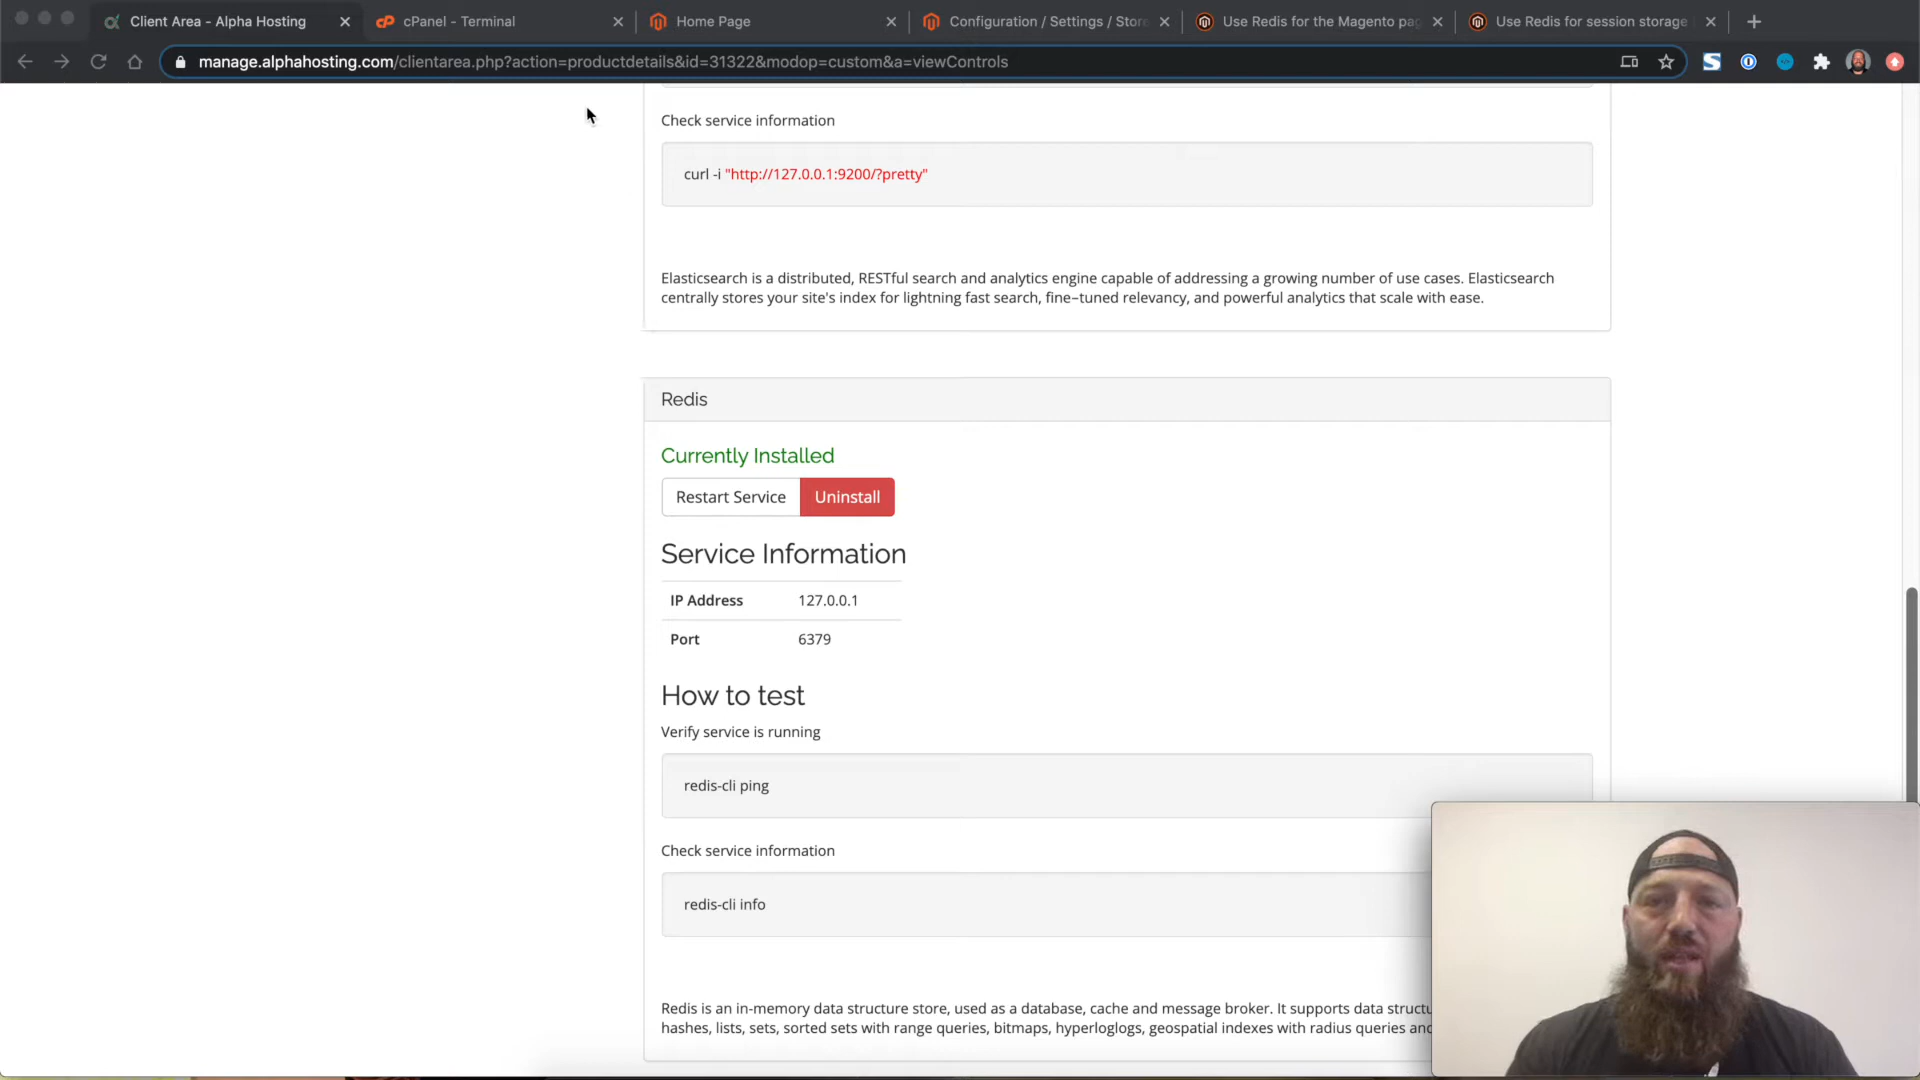 Client Area - Alpha Hosting
cPanel - Terminal
Home Page
Configuration / Settings / Stor
Use Redis for the Magento pag
Use Redis for session storage
manage.alphahosting.com/clientarea.php?action=productdetails&id=31322&modop=custom&a=viewControls
Check service information
curl -i "http://127.0.0.1:9200/?pretty"
Elasticsearch is a distributed, RESTful search and analytics engine capable of addressing a growing number of use cases. Elasticsearch
centrally stores your site's index for lightning fast search, fine-tuned relevancy, and powerful analytics that scale with ease.
Redis
Currently Installed
Restart Service
Uninstall
Service Information
IP Address 127.0.0.1
Port 6379
How to test
Verify service is running
redis-cli ping
Check service information
redis-cli info
Redis is an in-memory data structure store, used as a database, cache and message broker. It supports data structu
hashes, lists, sets, sorted sets with range queries, bitmaps, hyperloglogs, geospatial indexes with radius queries and